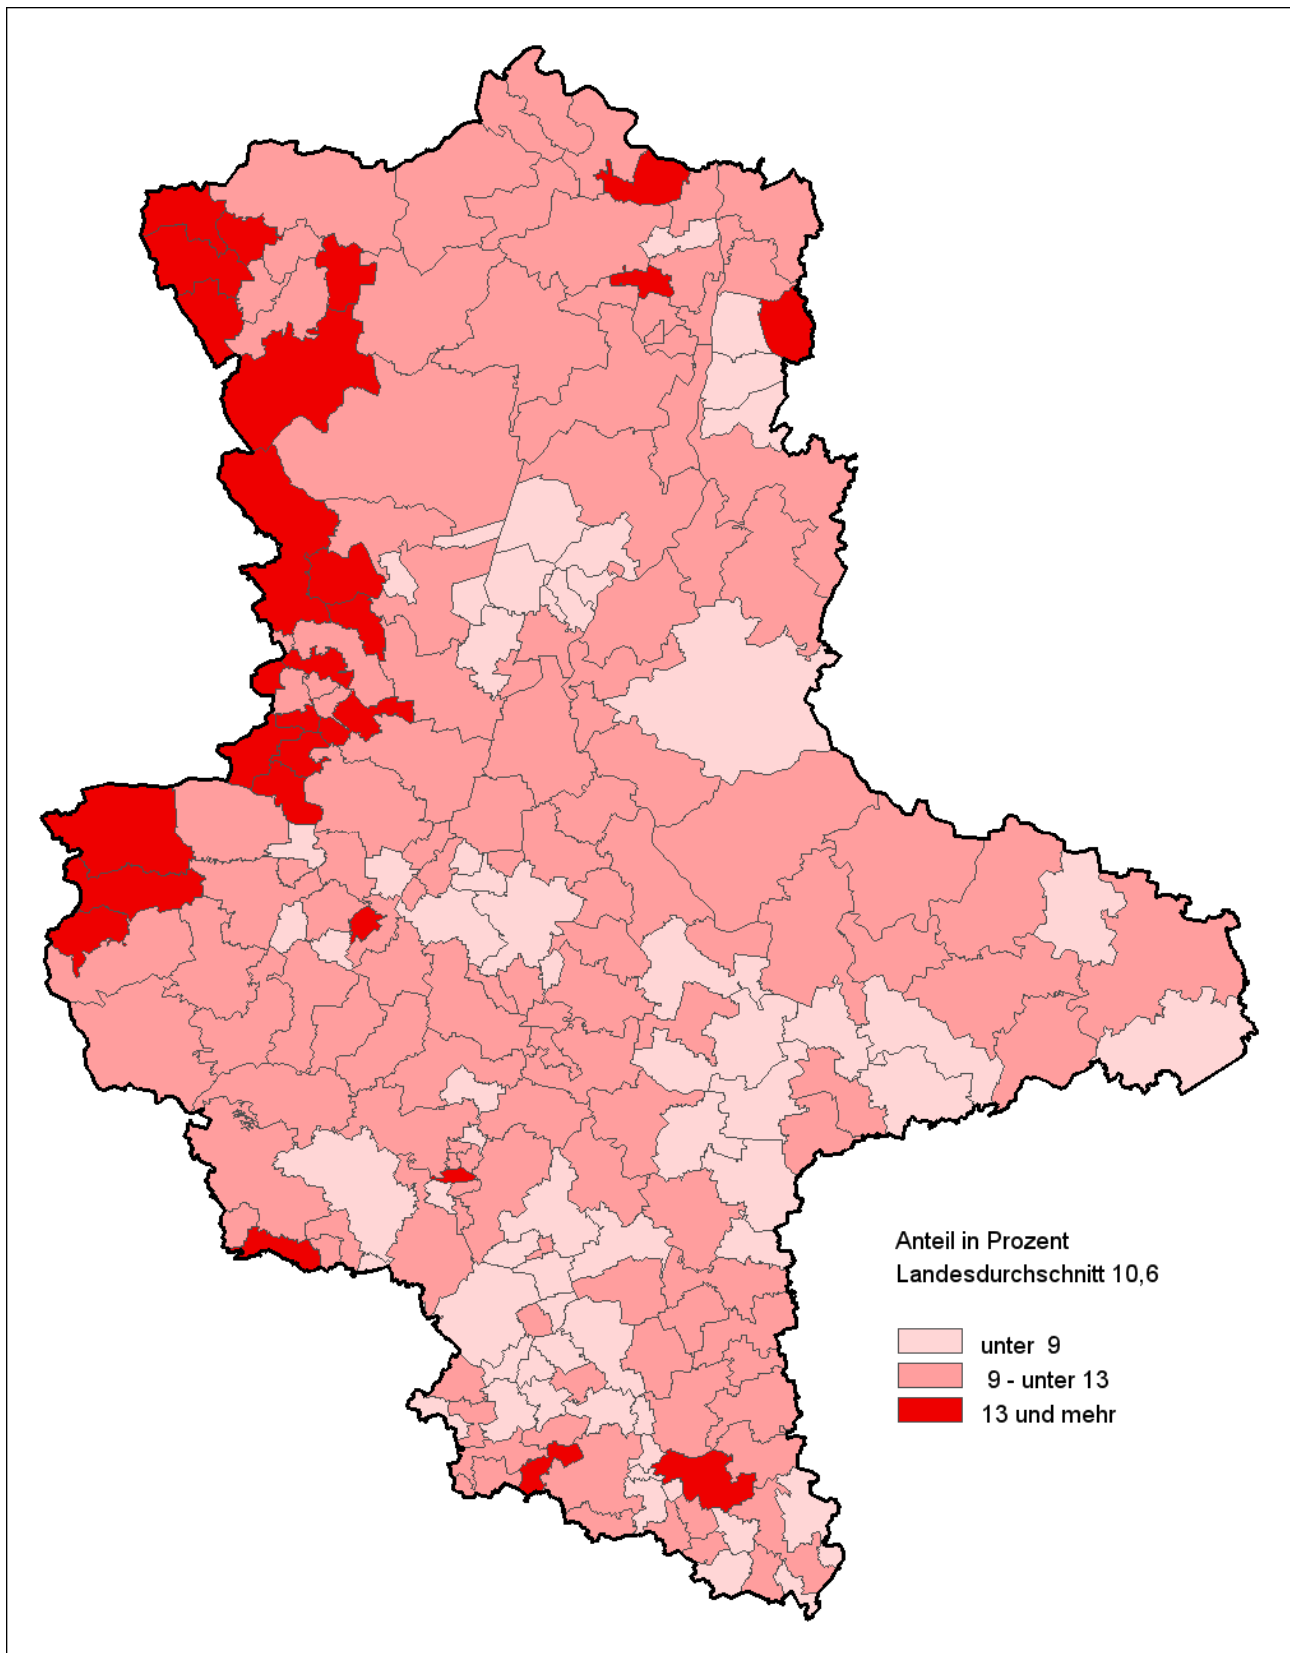 Anteil in Prozent
Landesdurchschnitt 10,6
unter 9
9 - unter 13
13 und mehr